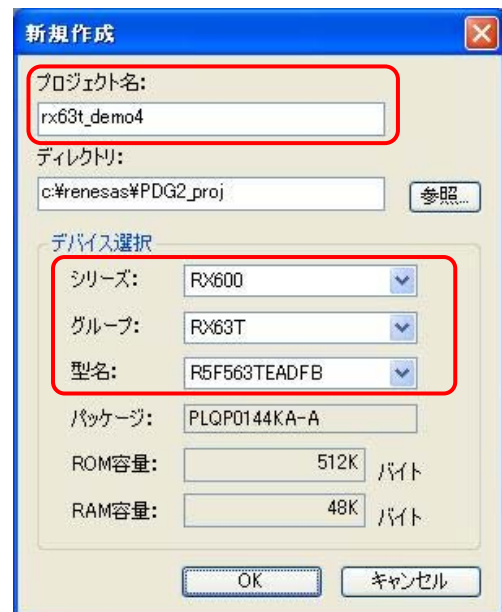 新規作成
プロジェクト名:
rx63t_demo4
ディレクトリ:
c:¥renesas¥PDG2_proj 参照...
デバイス選択
シリーズ: RX600
グループ: RX63T
型名: R5F563TEADFB
パッケージ: PLQP0144KA-A
ROM容量: 512K バイト
RAM容量: 48K バイト
OK キャンセル